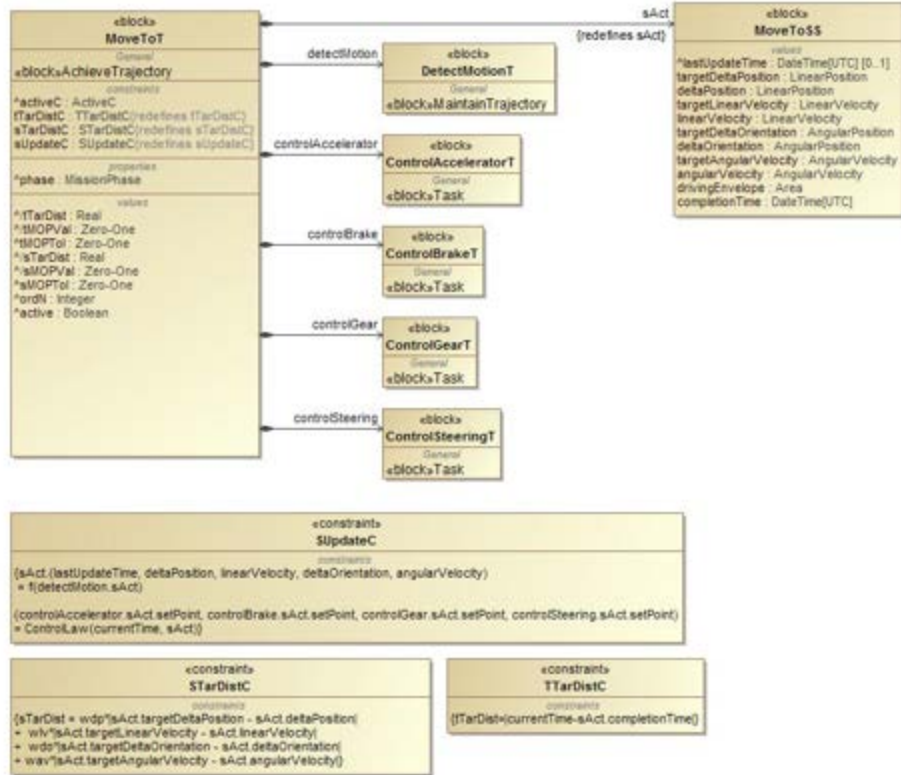 «block»
MoveToT
General
«block»AchieveTrajectory
constraints
^activeC : ActiveC
tTarDistC : TTarDistC{redefines tTarDistC}
sTarDistC : STarDistC{redefines sTarDistC}
sUpdateC : SUpdateC{redefines sUpdateC}
properties
^phase : MissionPhase
values
^/tTarDist : Real
^/tMOPVal : Zero-One
^tMOPTol : Zero-One
^/sTarDist : Real
^/sMOPVal : Zero-One
^sMOPTol : Zero-One
^ordN : Integer
^active : Boolean
sAct
{redefines sAct}
detectMotion
controlAccelerator
controlBrake
controlGear
controlSteering
«block»
DetectMotionT
General
«block»MaintainTrajectory
«block»
ControlAcceleratorT
General
«block»Task
«block»
ControlBrakeT
General
«block»Task
«block»
ControlGearT
General
«block»Task
«block»
ControlSteeringT
General
«block»Task
«block»
MoveToSS
values
^lastUpdateTime : DateTime[UTC] [0..1]
targetDeltaPosition : LinearPosition
deltaPosition : LinearPosition
targetLinearVelocity : LinearVelocity
linearVelocity : LinearVelocity
targetDeltaOrientation : AngularPosition
deltaOrientation : AngularPosition
targetAngularVelocity : AngularVelocity
angularVelocity : AngularVelocity
drivingEnvelope : Area
completionTime : DateTime[UTC]
«constraint»
SUpdateC
constraints
{sAct.(lastUpdateTime, deltaPosition, linearVelocity, deltaOrientation, angularVelocity)
= f(detectMotion.sAct)
(controlAccelerator.sAct.setPoint, controlBrake.sAct.setPoint, controlGear.sAct.setPoint, controlSteering.sAct.setPoint)
= ControlLaw(currentTime, sAct)}
«constraint»
STarDistC
constraints
{sTarDist = wdp*|sAct.targetDeltaPosition - sAct.deltaPosition|
+ wlv*|sAct.targetLinearVelocity - sAct.linearVelocity|
+ wdo*|sAct.targetDeltaOrientation - sAct.deltaOrientation|
+ wav*|sAct.targetAngularVelocity - sAct.angularVelocity|}
«constraint»
TTarDistC
constraints
{tTarDist=|currentTime-sAct.completionTime|}